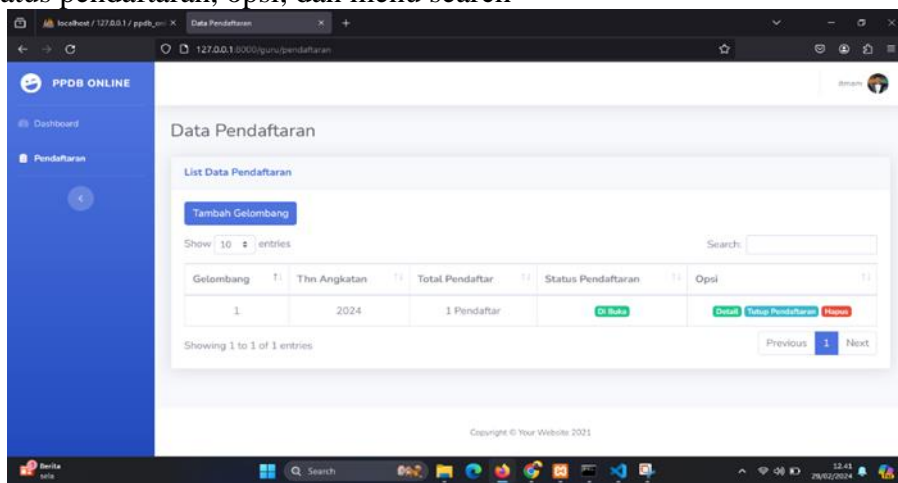 atus pendaftaran, opsi, dan menu search
localhost / 127.0.0.1 / ppdb_onl
Data Pendaftaran
127.0.0.1:8000/guru/pendaftaran
PPDB ONLINE
Dashboard
Pendaftaran
Data Pendaftaran
List Data Pendaftaran
Tambah Gelombang
Show 10 entries
Search:
Gelombang Thn Angkatan Total Pendaftar Status Pendaftaran Opsi
1 2024 1 Pendaftar Di Buka Detail Tutup Pendaftaran Hapus
Showing 1 to 1 of 1 entries
Previous 1 Next
Copyright © Your Website 2021
Berita
sela
Search
12.41
29/02/2024